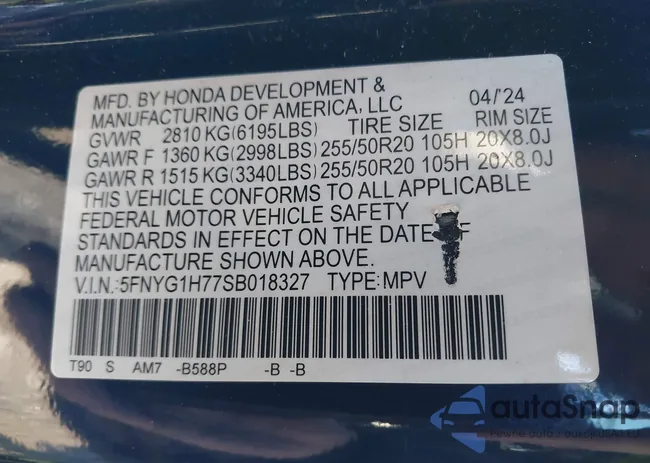 MFD. BY HONDA DEVELOPMENT &
MANUFACTURING OF AMERICA, LLC 04/'24
GVWR 2810 KG(6195LBS) TIRE SIZE RIM SIZE
GAWR F 1360 KG(2998LBS) 255/50R20 105H 20X8.0J
GAWR R 1515 KG(3340LBS) 255/50R20 105H 20X8.0J
THIS VEHICLE CONFORMS TO ALL APPLICABLE
FEDERAL MOTOR VEHICLE SAFETY
STANDARDS IN EFFECT ON THE DATE OF
MANUFACTURE SHOWN ABOVE.
V.I.N.:5FNYG1H77SB018327 TYPE:MPV
T90 S AM7 -B588P -B -B
autoSnap